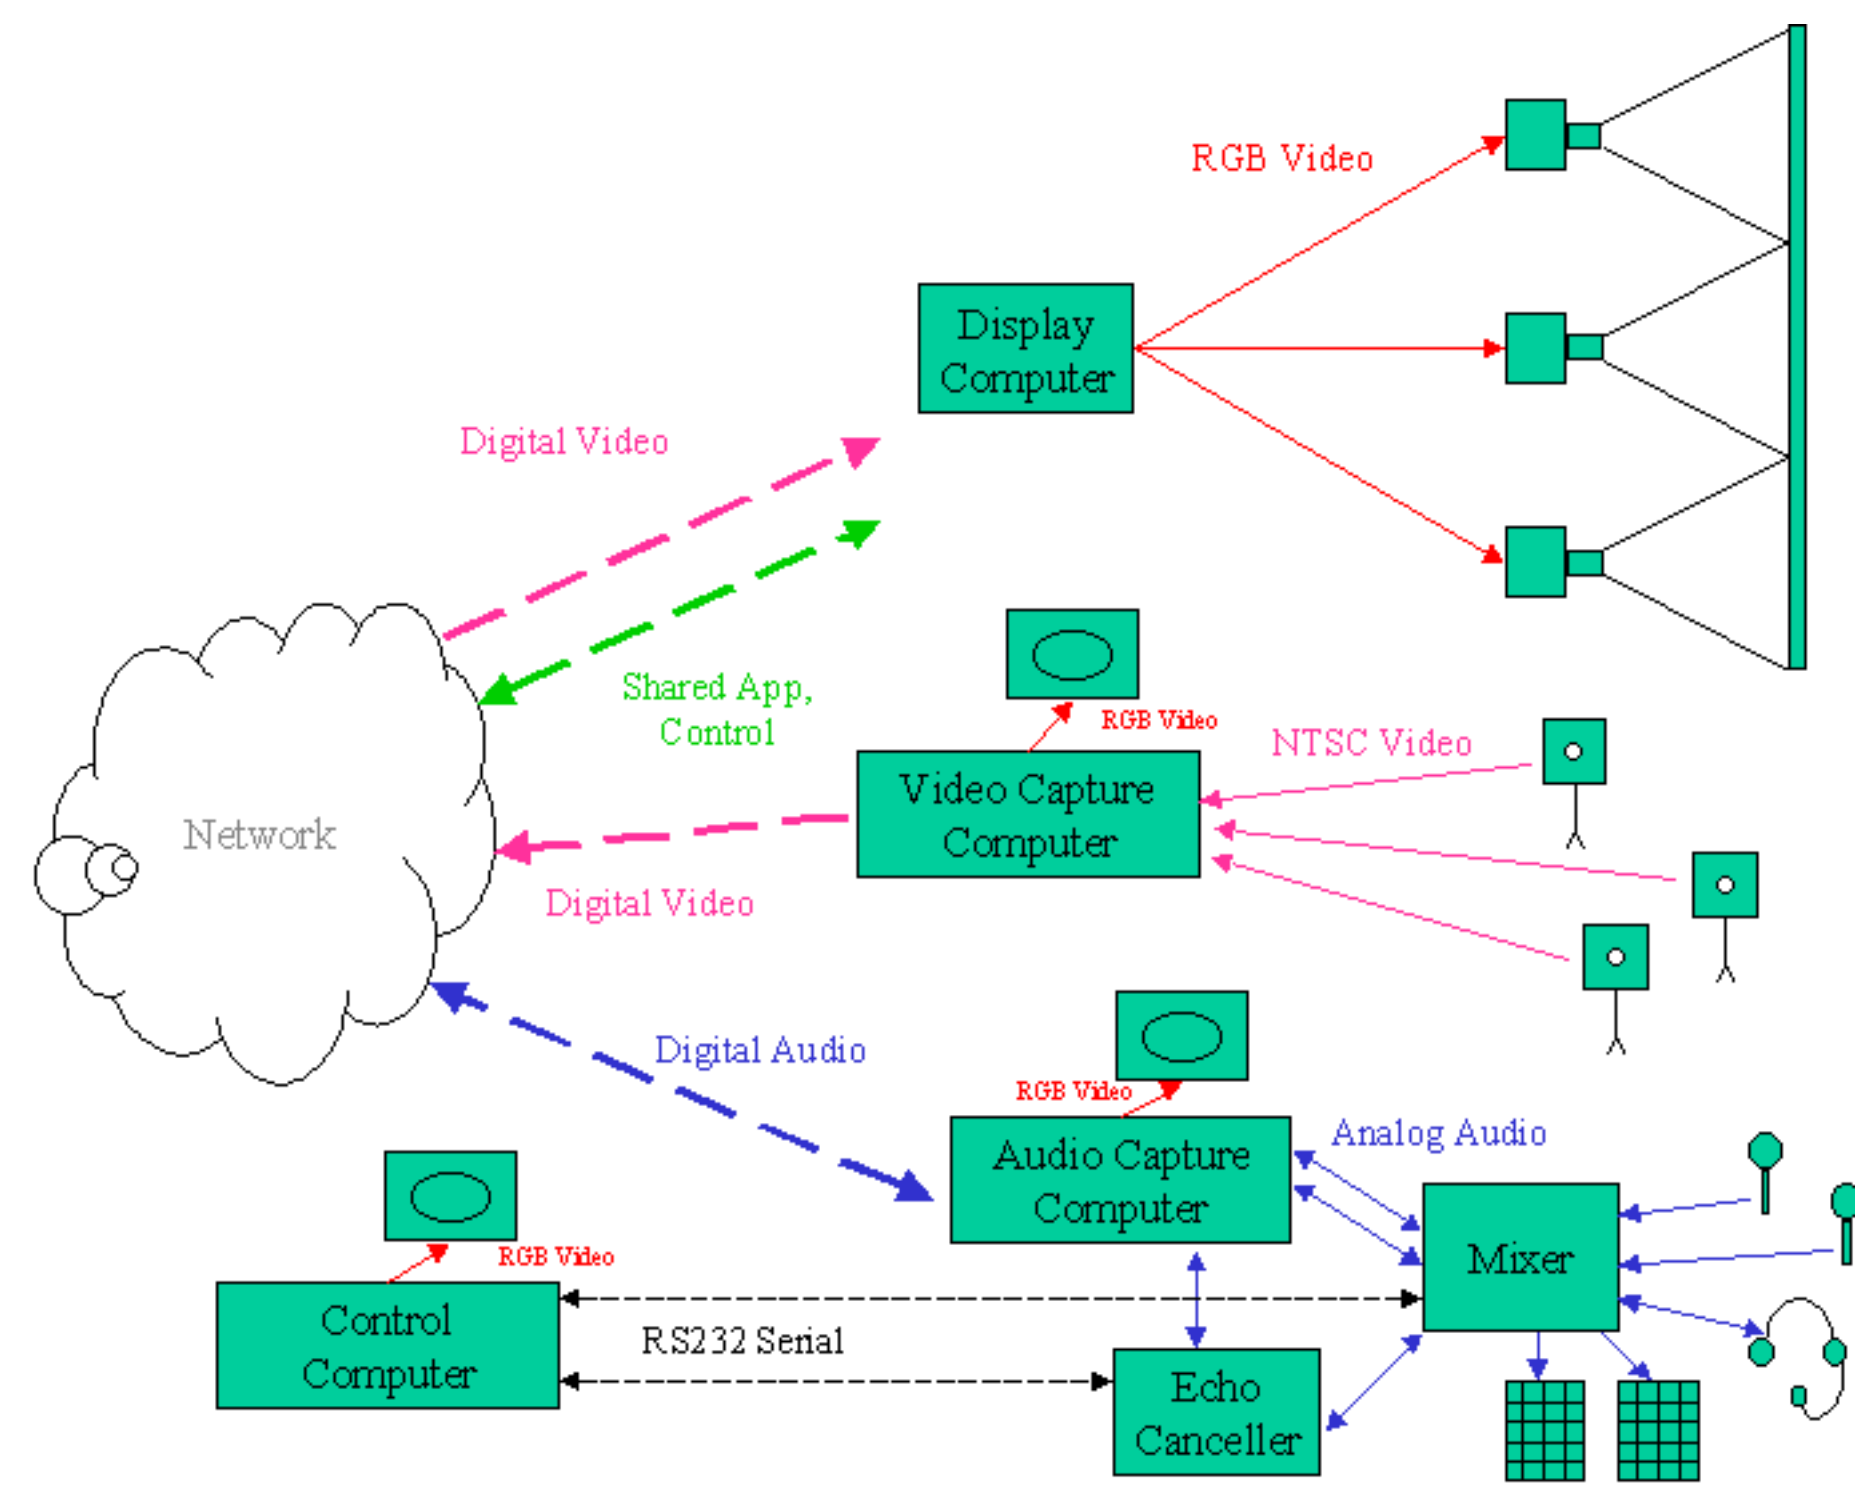 RGB Video
Display
Computer
Digital Video
Shared App,
Control
RGB Video
NTSC Video
Video Capture
Computer
Network
Digital Video
Digital Audio
RGB Video
Analog Audio
Audio Capture
Computer
Mixer
RGB Video
Control
Computer
RS232 Serial
Echo
Canceller